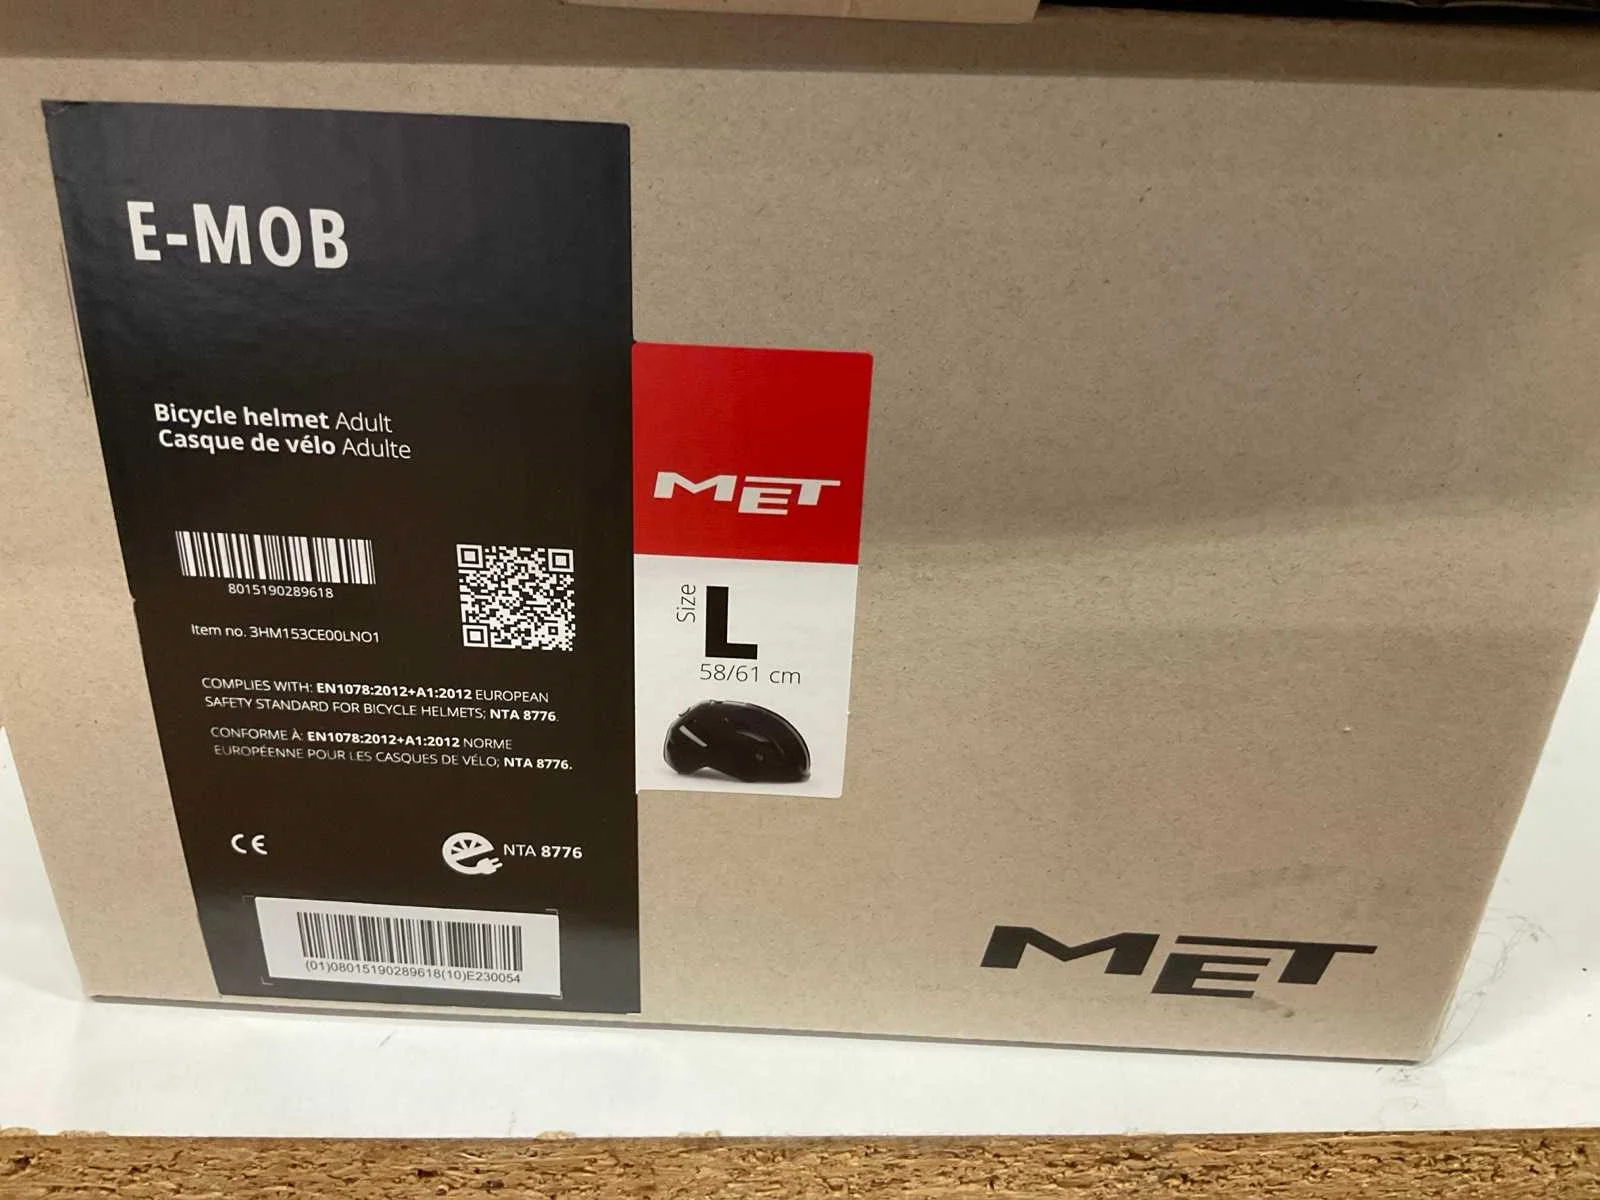 E-MOB
Bicycle helmet Adult
Casque de vélo Adulte
8015190289618
Item no. 3HM153CE00LNO1
COMPLIES WITH: EN1078:2012+A1:2012 EUROPEAN
SAFETY STANDARD FOR BICYCLE HELMETS; NTA 8776.
CONFORME À: EN1078:2012+A1:2012 NORME
EUROPÉENNE POUR LES CASQUES DE VÉLO; NTA 8776.
CE
NTA 8776
(01)08015190289618(10)E230054
MET
Size
L
58/61 cm
MET